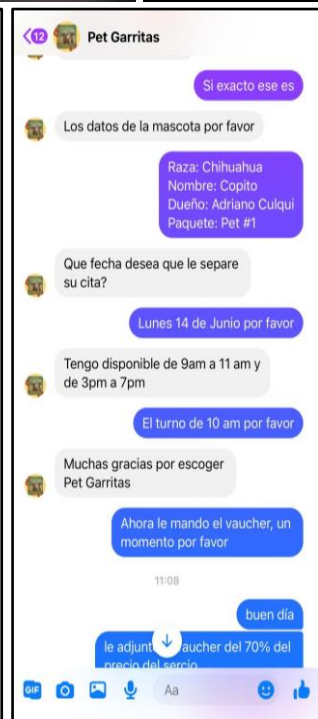 12
Pet Garritas
Si exacto ese es
Los datos de la mascota por favor
Raza: Chihuahua
Nombre: Copito
Dueño: Adriano Culqui
Paquete: Pet #1
Que fecha desea que le separe
su cita?
Lunes 14 de Junio por favor
Tengo disponible de 9am a 11 am y
de 3pm a 7pm
El turno de 10 am por favor
Muchas gracias por escoger
Pet Garritas
Ahora le mando el vaucher, un
momento por favor
11:08
buen día
le adjunt aucher del 70% del
precio del sercio
GIF
Aa